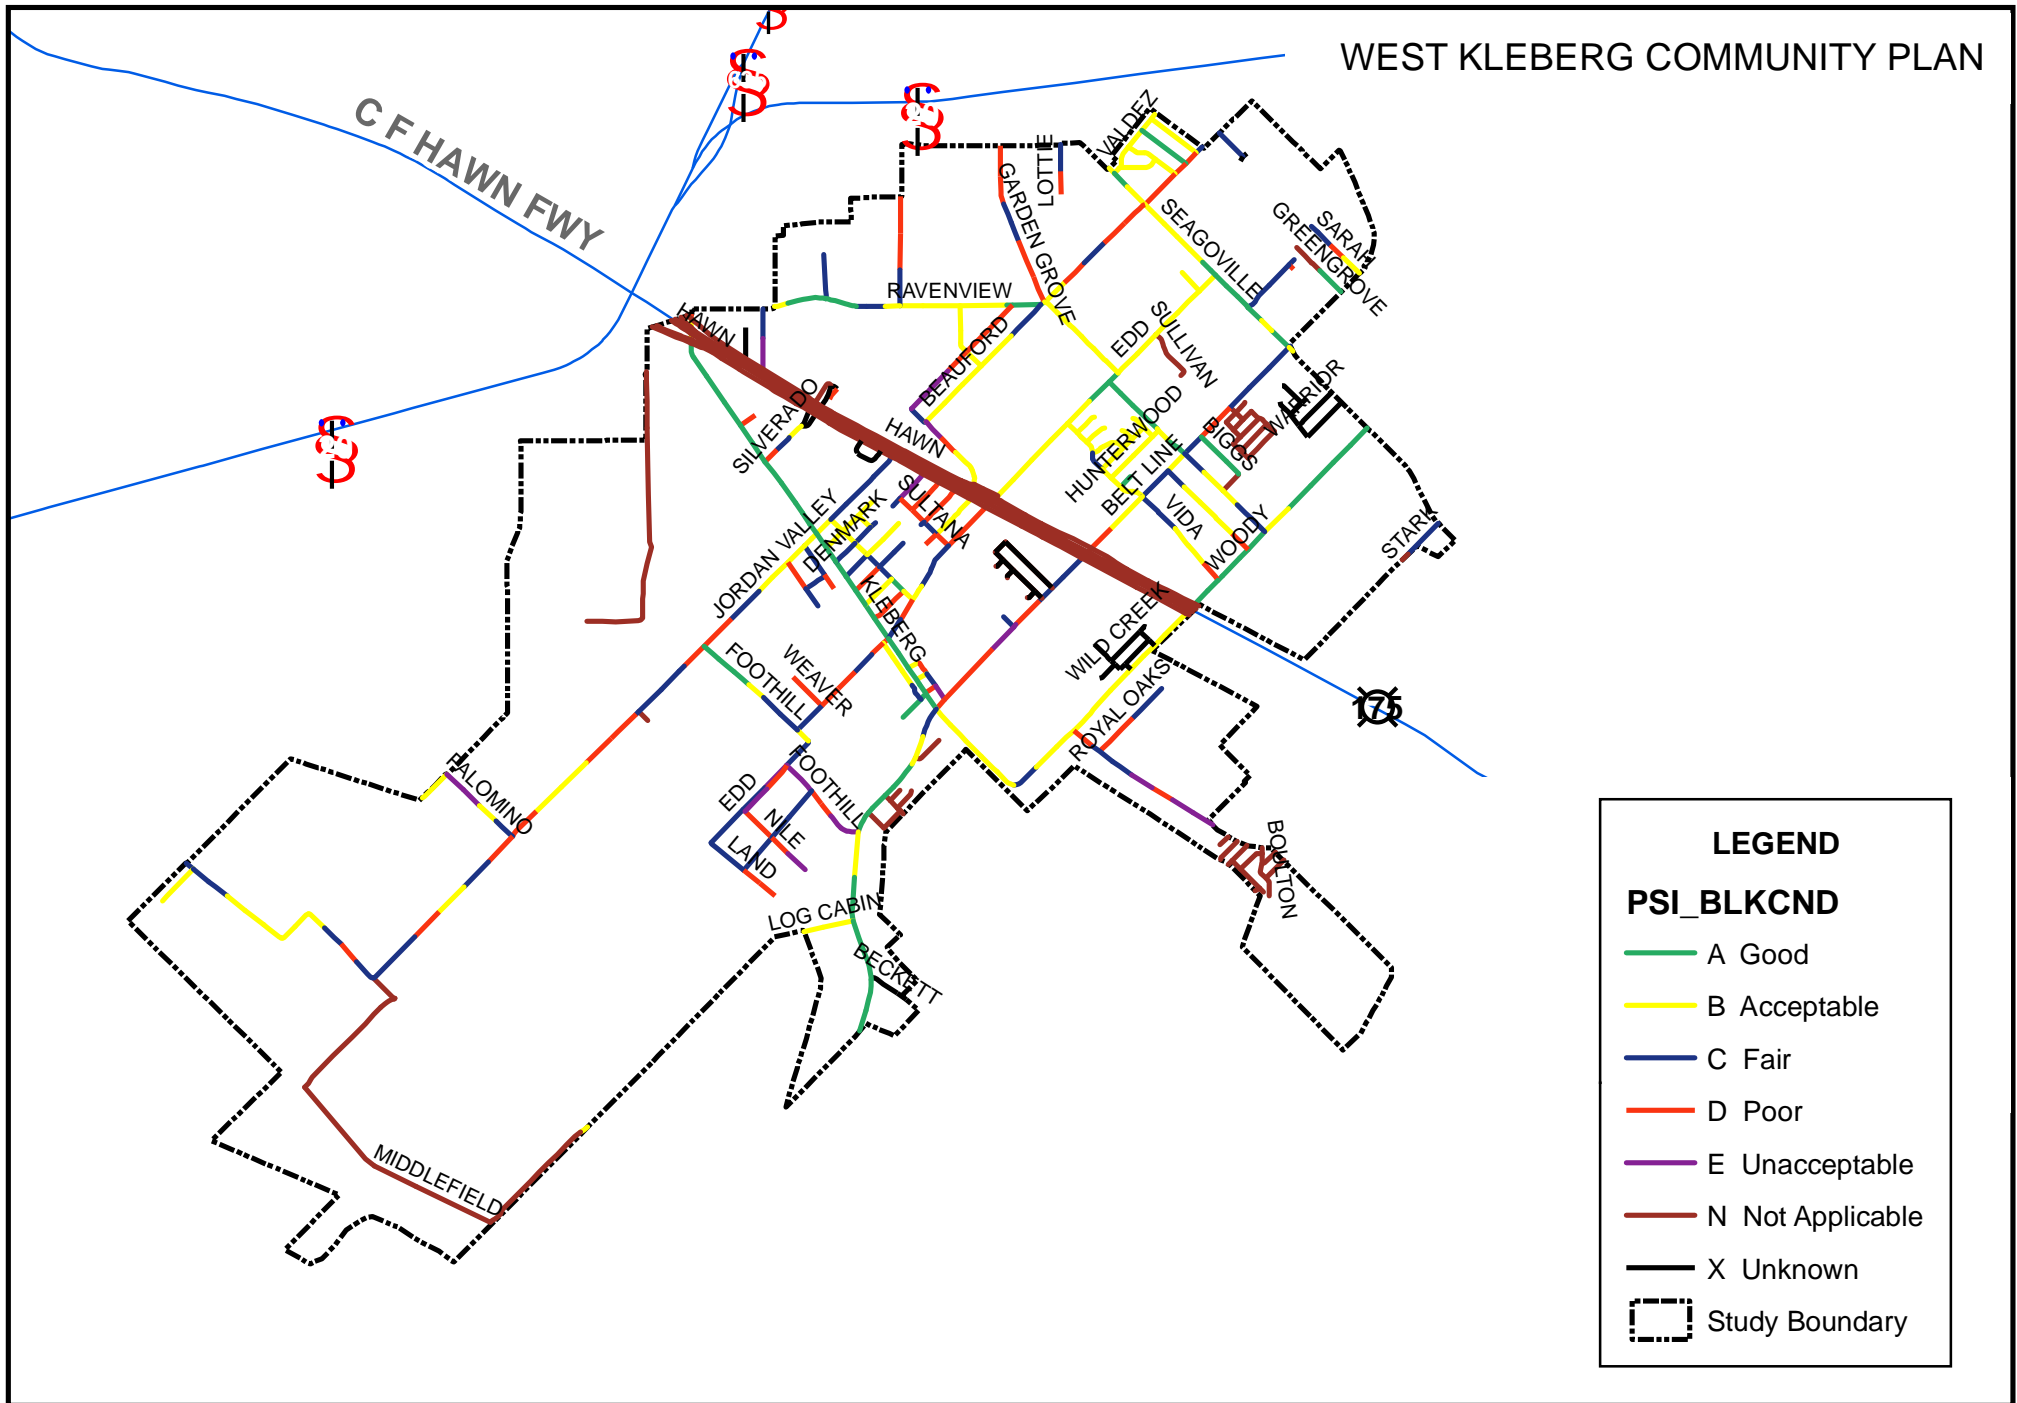 WEST KLEBERG COMMUNITY PLAN
C F HAWN FWY
VALDEZ
LOTTIE
GARDEN GROVE
SEAGOVILLE
SARAH
GREENGROVE
RAVENVIEW
HAWN
BEAUFORD
EDD
SULLIVAN
WARRIOR
SILVERADO
HAWN
HUNTERWOOD
BIGGS
BELT LINE
SULTANA
DENMARK
JORDAN VALLEY
VIDA
WOODY
STARK
KLEBERG
WILD CREEK
FOOTHILL
WEAVER
ROYAL OAKS
175
PALOMINO
FOOTHILL
EDD
NILE
LAND
BOULTON
LOG CABIN
BECKETT
MIDDLEFIELD
LEGEND
PSI_BLKCND
A Good
B Acceptable
C Fair
D Poor
E Unacceptable
N Not Applicable
X Unknown
Study Boundary